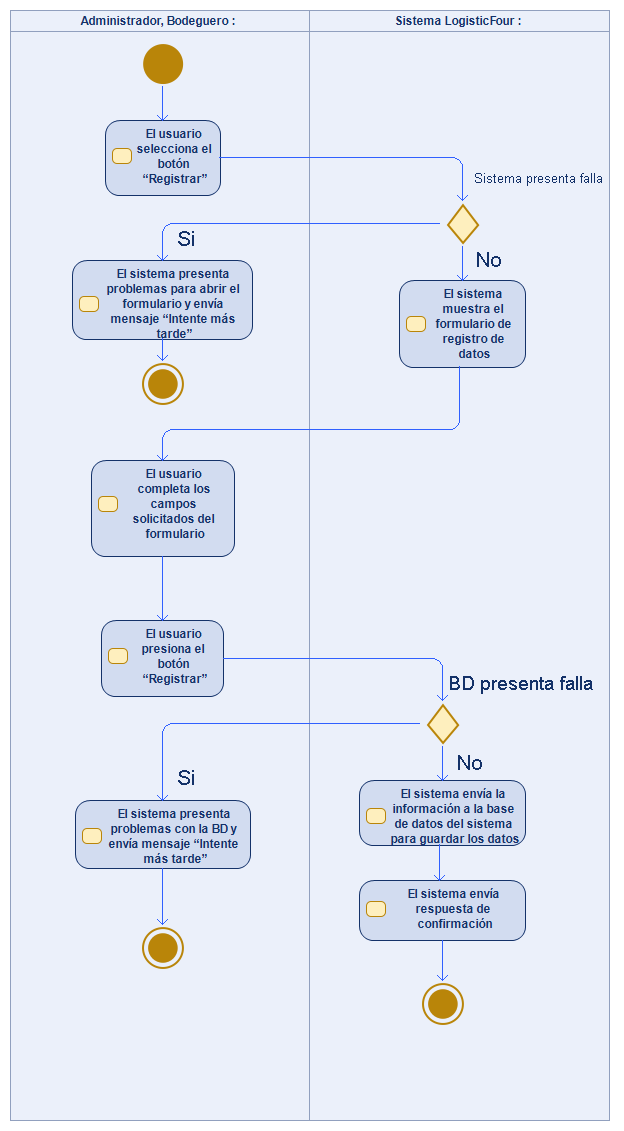 Administrador, Bodeguero :
Sistema LogisticFour :
El usuario
selecciona el
botón
“Registrar”
Sistema presenta falla
Si
No
El sistema presenta
problemas para abrir el
formulario y envía
mensaje “Intente más
tarde”
El sistema
muestra el
formulario de
registro de
datos
El usuario
completa los
campos
solicitados del
formulario
El usuario
presiona el
botón
“Registrar”
BD presenta falla
Si
No
El sistema presenta
problemas con la BD y
envía mensaje “Intente
más tarde”
El sistema envía la
información a la base
de datos del sistema
para guardar los datos
El sistema envía
respuesta de
confirmación